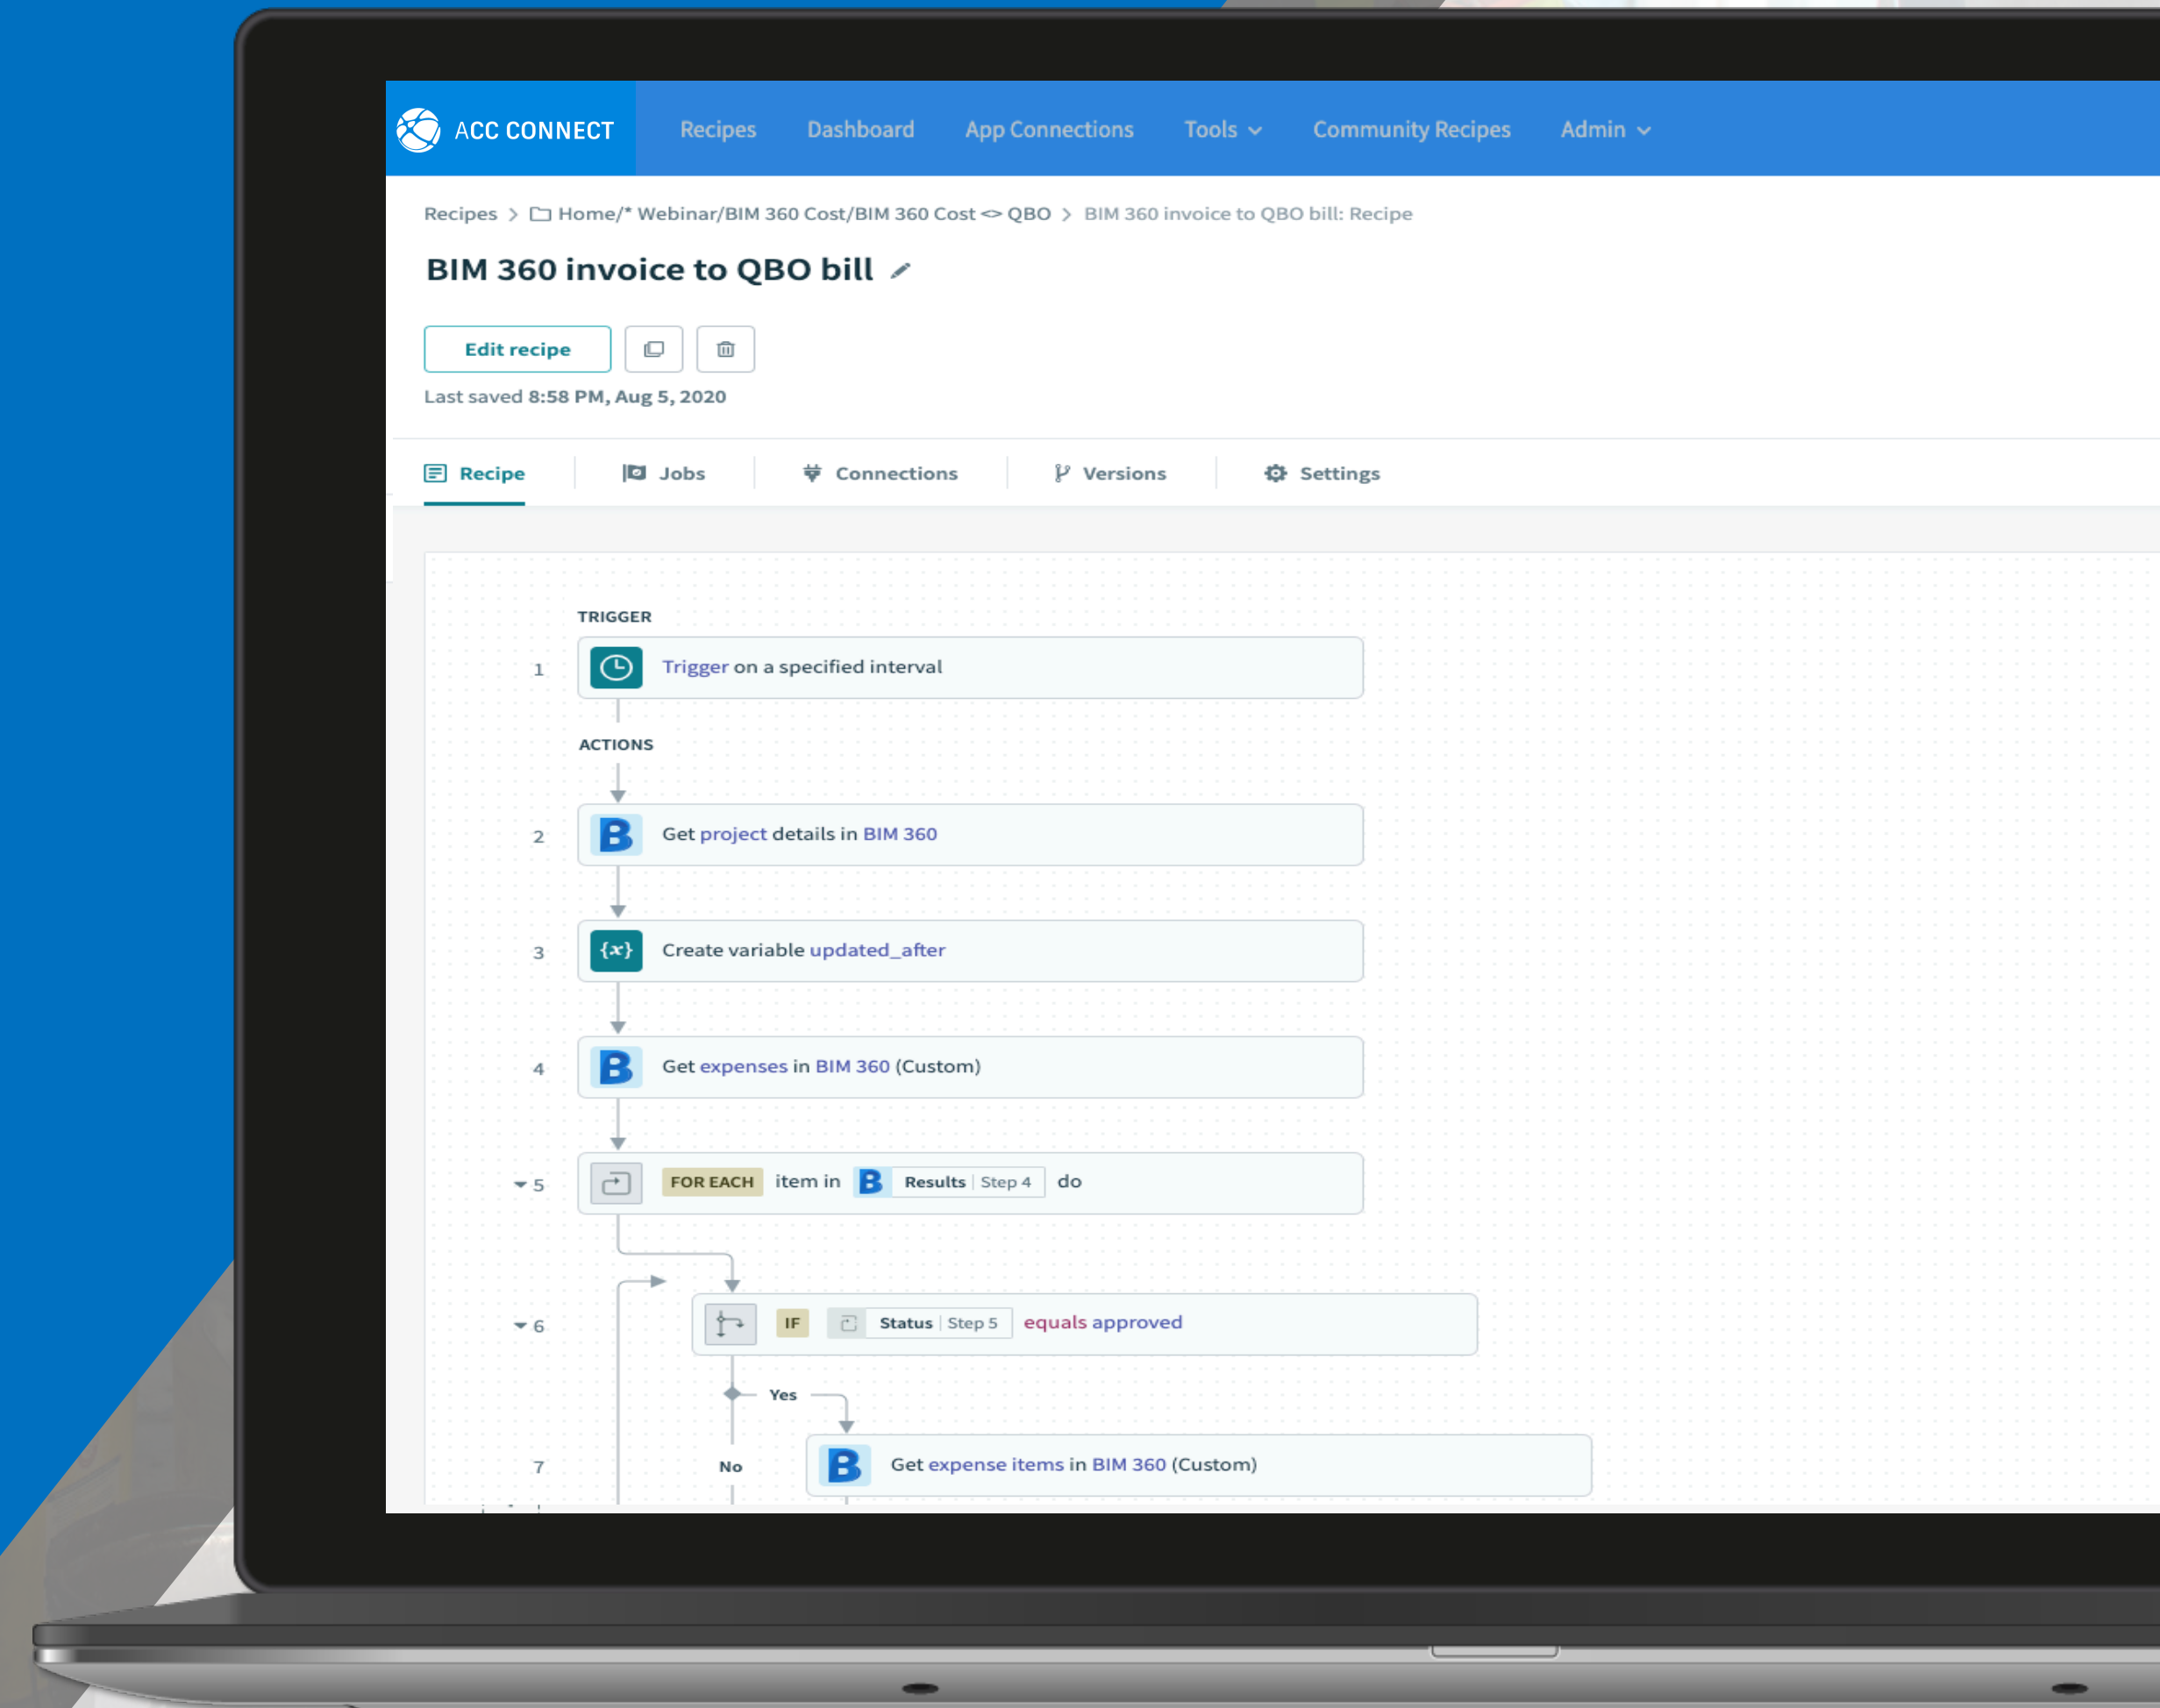 ACC CONNECT Recipes Dashboard App Connections Tools Community Recipes Admin
Recipes > Home/* Webinar/BIM 360 Cost/BIM 360 Cost <> QBO > BIM 360 invoice to QBO bill: Recipe
BIM 360 invoice to QBO bill
Edit recipe
Last saved 8:58 PM, Aug 5, 2020
Recipe Jobs Connections Versions Settings
TRIGGER
1 Trigger on a specified interval
ACTIONS
2 B Get project details in BIM 360
3 {x} Create variable updated_after
4 B Get expenses in BIM 360 (Custom)
5 FOR EACH item in B Results | Step 4 do
6 IF Status | Step 5 equals approved
Yes
7 No B Get expense items in BIM 360 (Custom)